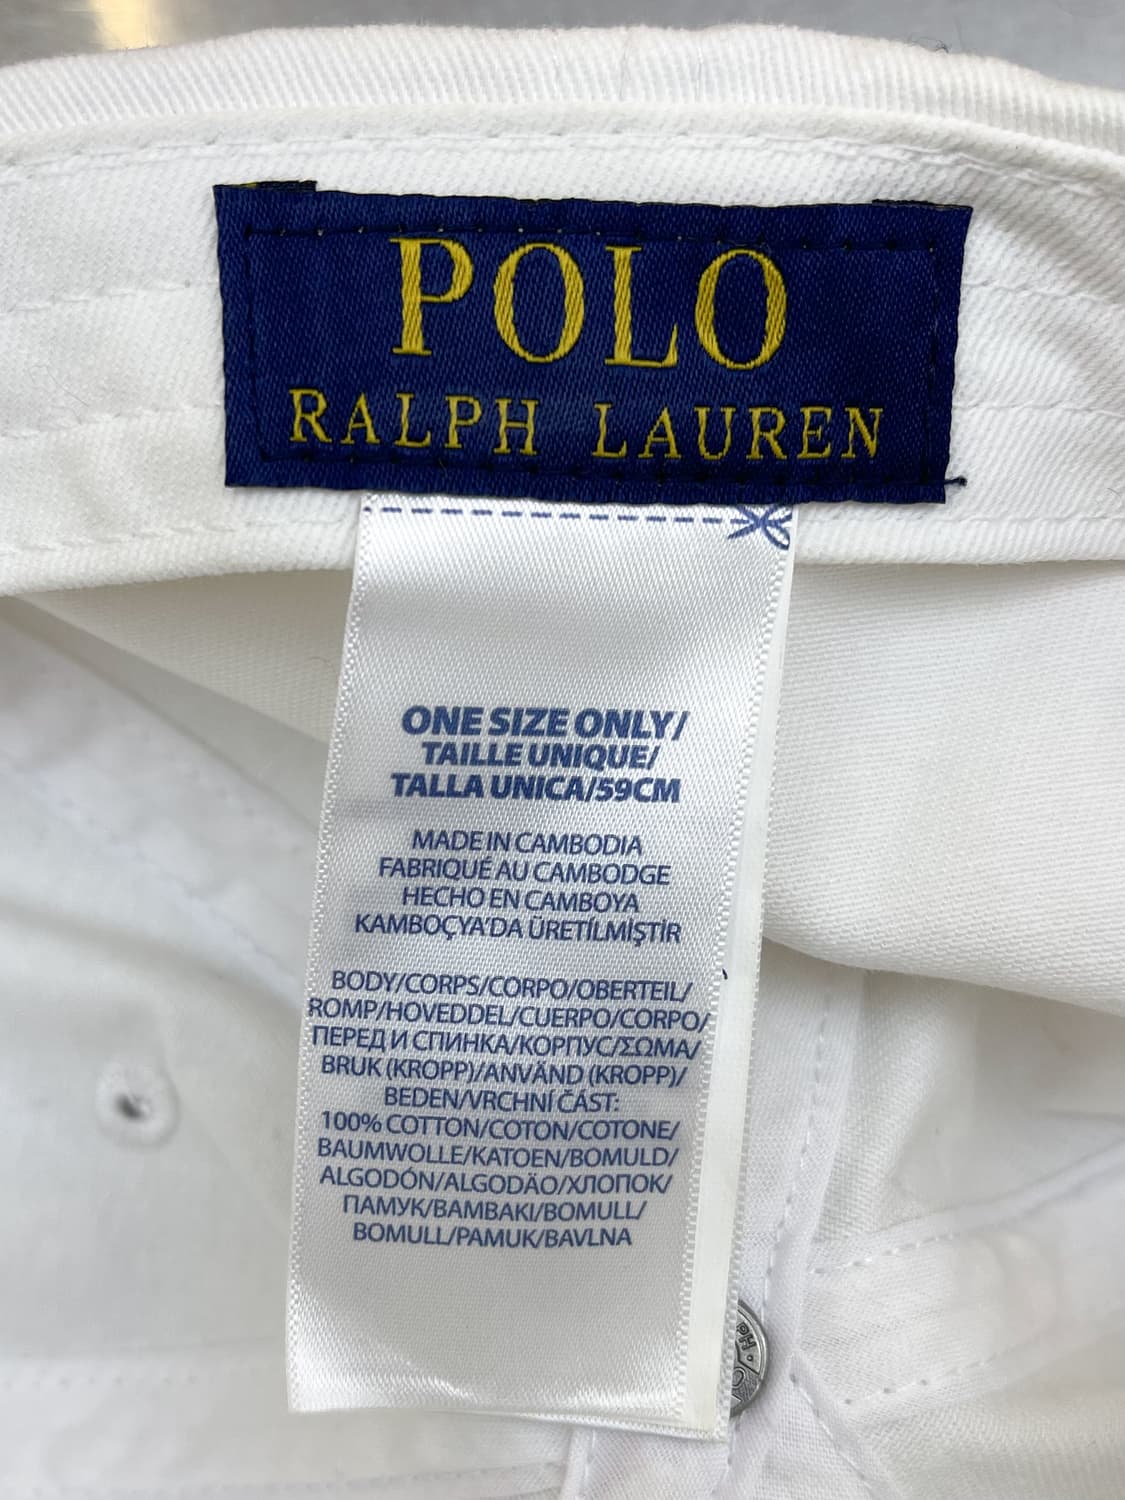 POLO
RALPH LAUREN
ONE SIZE ONLY/
TAILLE UNIQUE/
TALLA UNICA/59CM
MADE IN CAMBODIA
FABRIQUÉ AU CAMBODGE
HECHO EN CAMBOYA
KAMBOÇYA'DA ÜRETİLMİŞTİR
BODY/CORPS/CORPO/OBERTEIL/
ROMP/HOVEDDEL/CUERPO/CORPO/
ПЕРЕД И СПИНКА/КОРПУС/ΣΩΜΑ/
BRUK (KROPP)/ANVÄND (KROPP)/
BEDEN/VRCHNÍ ČÁST:
100% COTTON/COTON/COTONE/
BAUMWOLLE/KATOEN/BOMULD/
ALGODÓN/ALGODÄO/ХЛОПОК/
ПАМУК/ΒΑΜΒΑΚΙ/BOMULL/
BOMULL/PAMUK/BAVLNA